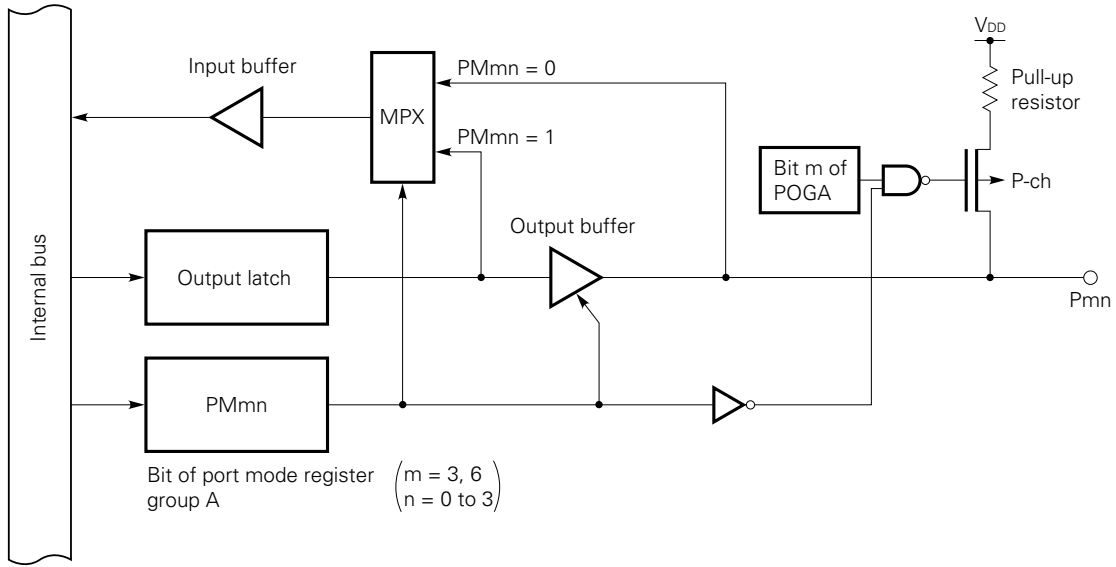 Internal bus
Input buffer
MPX
PMmn = 0
PMmn = 1
VDD
Pull-up
resistor
Bit m of
POGA
P-ch
Output latch
Output buffer
Pmn
PMmn
Bit of port mode register
group A
m = 3, 6
n = 0 to 3